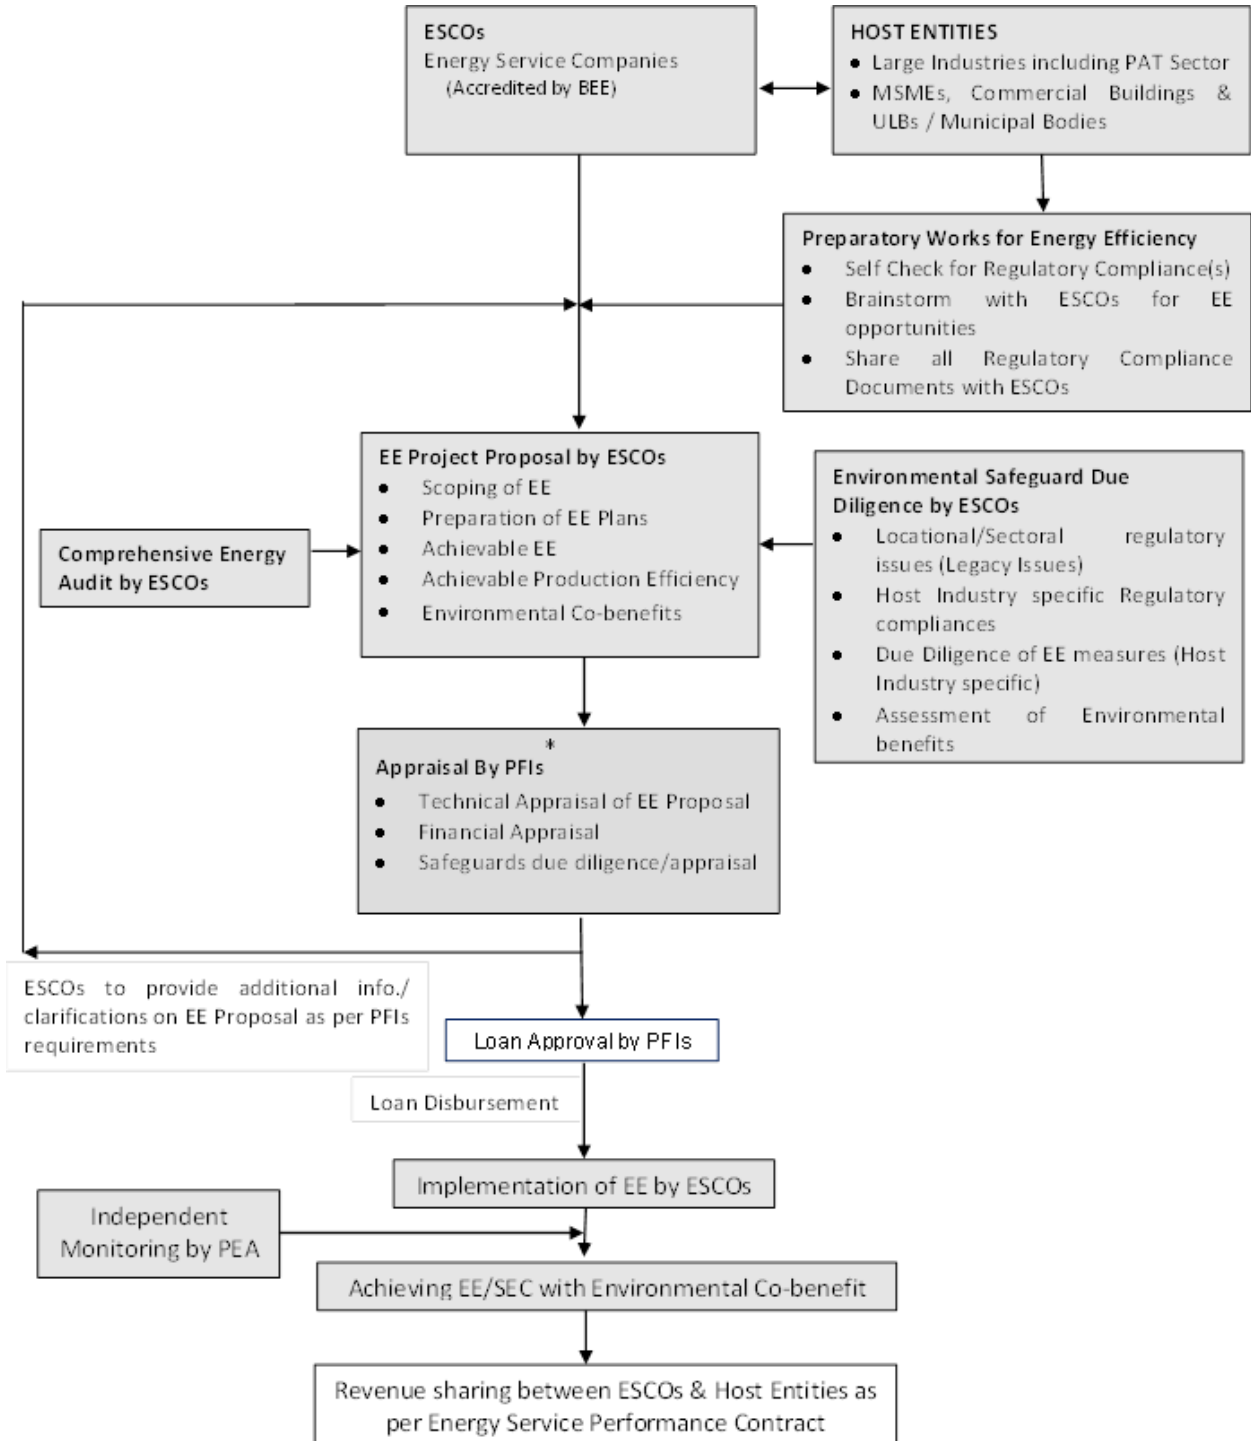 ESCOs
Energy Service Companies
(Accredited by BEE)
HOST ENTITIES
● Large Industries including PAT Sector
● MSMEs, Commercial Buildings &
ULBs / Municipal Bodies
Preparatory Works for Energy Efficiency
● Self Check for Regulatory Compliance(s)
● Brainstorm with ESCOs for EE
opportunities
● Share all Regulatory Compliance
Documents with ESCOs
EE Project Proposal by ESCOs
● Scoping of EE
● Preparation of EE Plans
● Achievable EE
● Achievable Production Efficiency
● Environmental Co-benefits
Comprehensive Energy
Audit by ESCOs
Environmental Safeguard Due
Diligence by ESCOs
● Locational/Sectoral regulatory
issues (Legacy Issues)
● Host Industry specific Regulatory
compliances
● Due Diligence of EE measures (Host
Industry specific)
● Assessment of Environmental
benefits
*
Appraisal By PFIs
● Technical Appraisal of EE Proposal
● Financial Appraisal
● Safeguards due diligence/appraisal
ESCOs to provide additional info./
clarifications on EE Proposal as per PFIs
requirements
Loan Approval by PFIs
Loan Disbursement
Implementation of EE by ESCOs
Independent
Monitoring by PEA
Achieving EE/SEC with Environmental Co-benefit
Revenue sharing between ESCOs & Host Entities as
per Energy Service Performance Contract